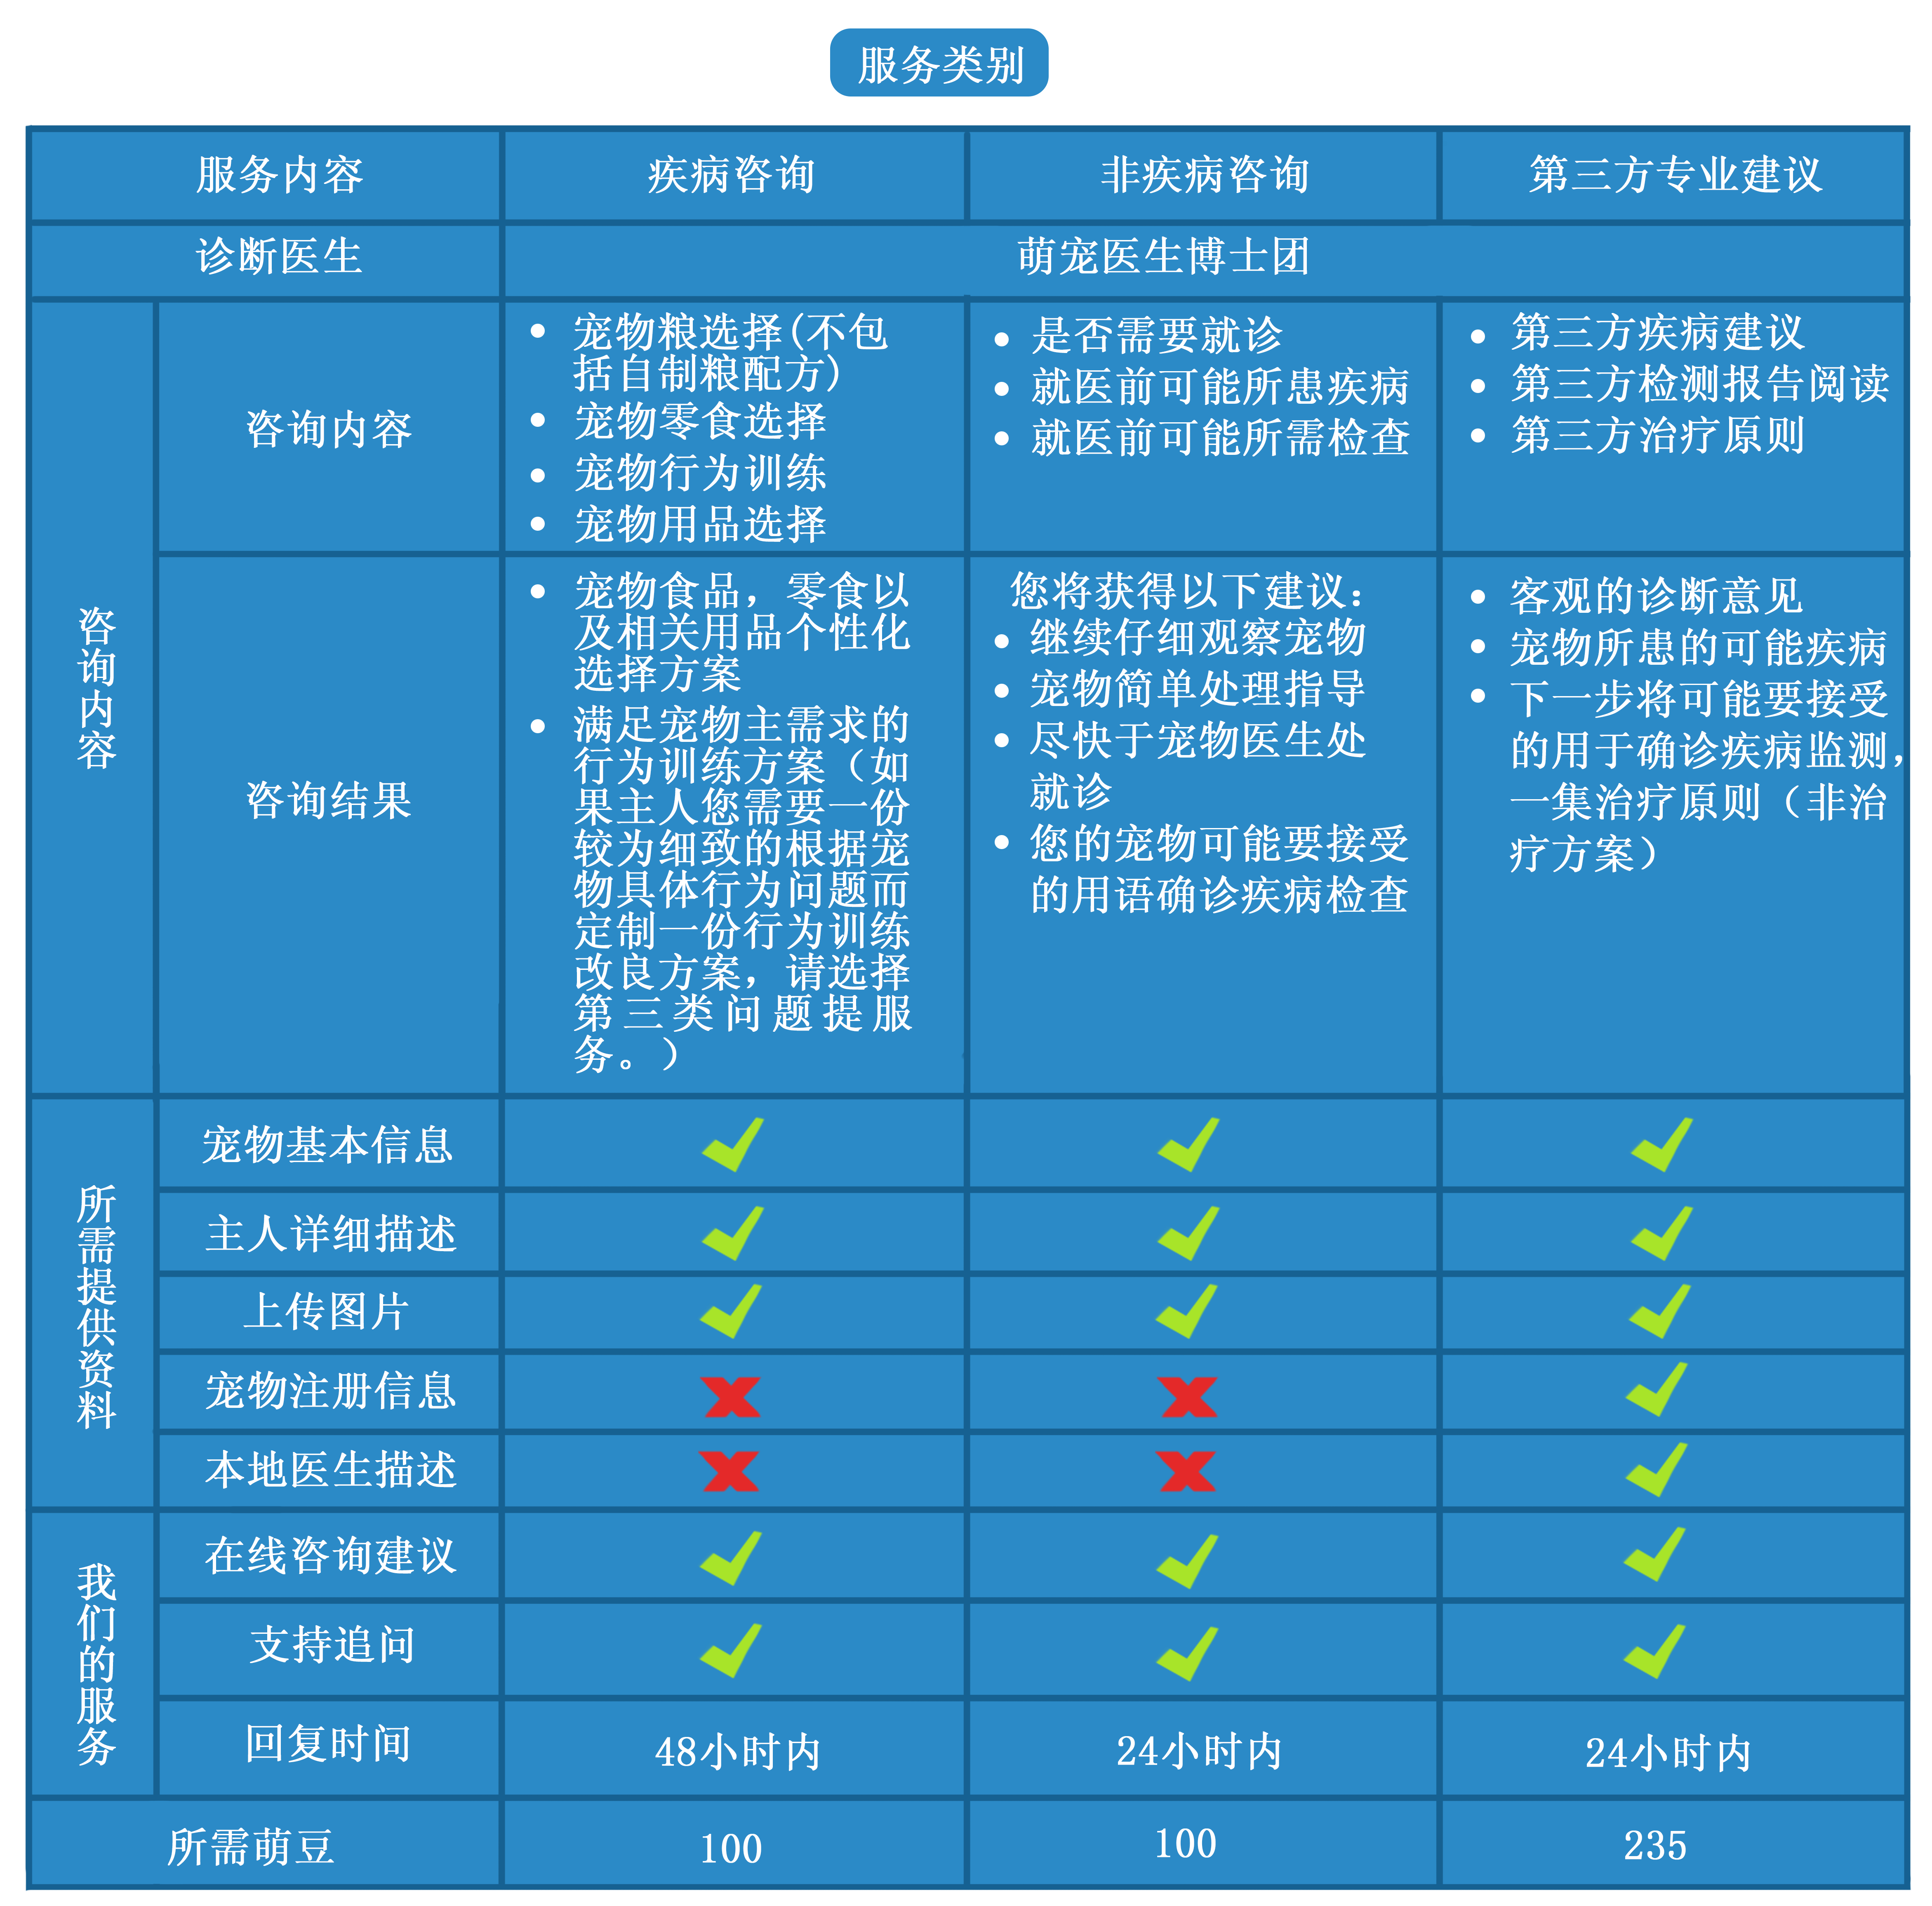 服务类别
服务内容
疾病咨询
非疾病咨询
第三方专业建议
诊断医生
萌宠医生博士团
咨询内容
咨询内容
宠物粮选择(不包
括自制粮配方)
宠物零食选择
宠物行为训练
宠物用品选择
是否需要就诊
就医前可能所患疾病
就医前可能所需检查
第三方疾病建议
第三方检测报告阅读
第三方治疗原则
咨询结果
宠物食品，零食以
及相关用品个性化
选择方案
满足宠物主需求的
行为训练方案（如
果主人您需要一份
较为细致的根据宠
物具体行为问题而
定制一份行为训练
改良方案，请选择
第三类问题提服
务。）
您将获得以下建议：
继续仔细观察宠物
宠物简单处理指导
尽快于宠物医生处
就诊
您的宠物可能要接受
的用语确诊疾病检查
客观的诊断意见
宠物所患的可能疾病
下一步将可能要接受
的用于确诊疾病监测，
一集治疗原则（非治
疗方案）
所需提供资料
宠物基本信息
主人详细描述
上传图片
宠物注册信息
本地医生描述
我们的服务
在线咨询建议
支持追问
回复时间
48小时内
24小时内
24小时内
所需萌豆
100
100
235